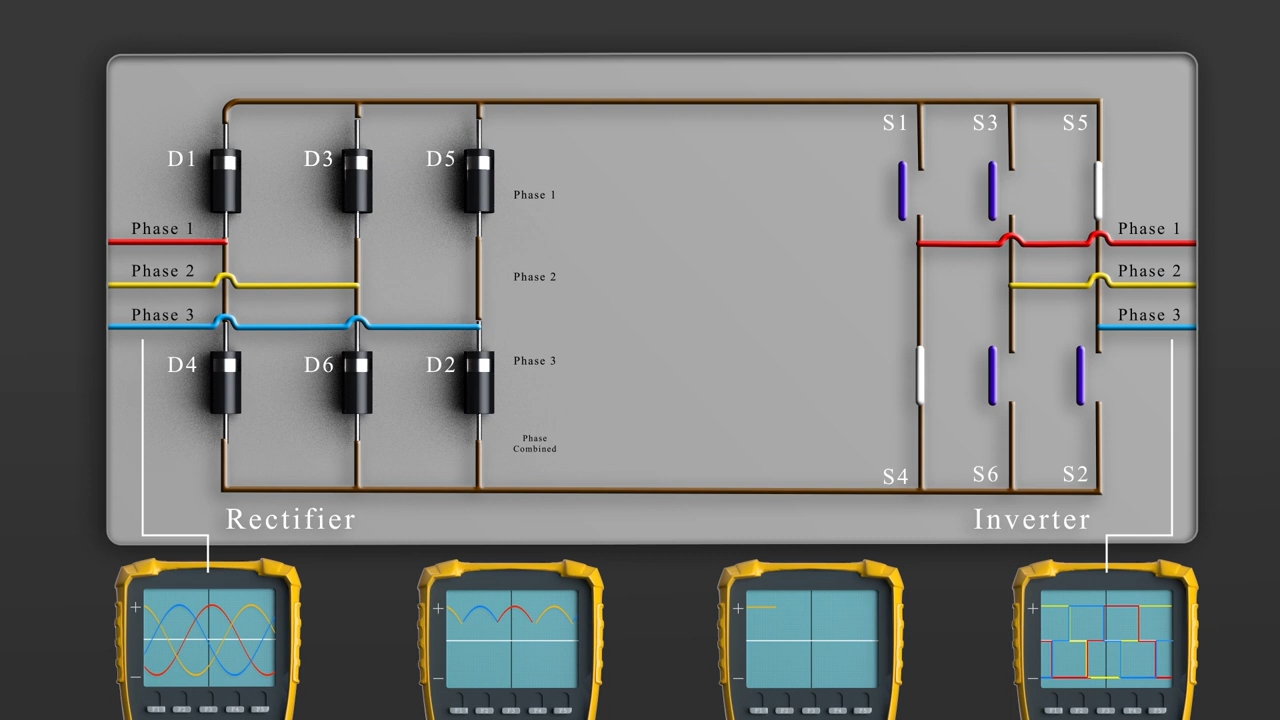 S1 S3 S5
D1 D3 D5
Phase 1
Phase 1 Phase 1
Phase 2 Phase 2
Phase 2
Phase 3 Phase 3
D4 D6 D2 Phase 3
Phase
Combined
S4 S6 S2
Rectifier Inverter
+ + + +
− − − −